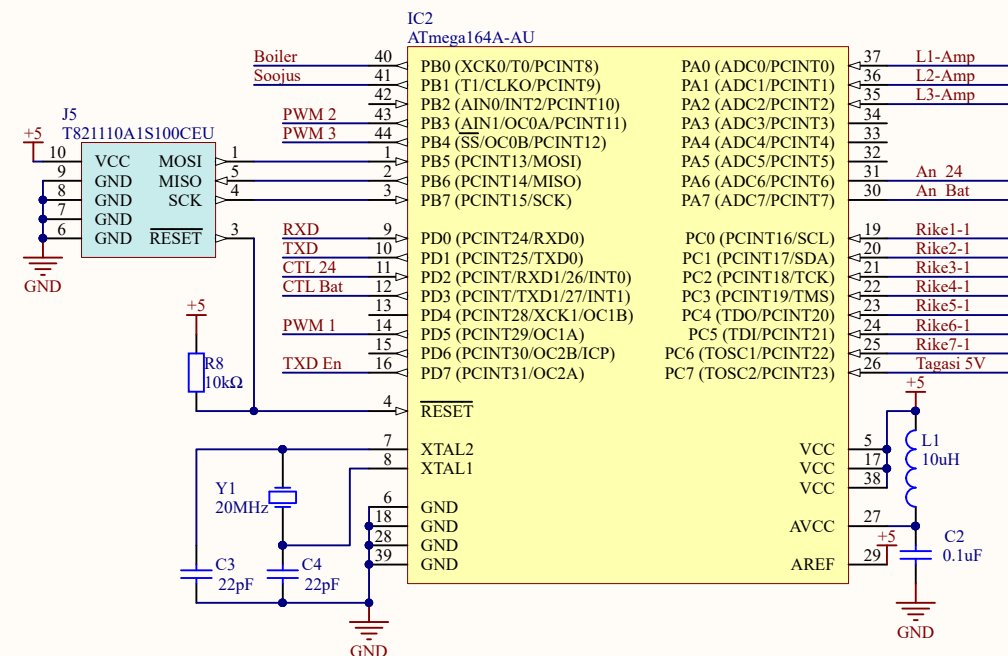 IC2
ATmega164A-AU
Boiler 40 PB0 (XCK0/T0/PCINT8)
Soojus 41 PB1 (T1/CLKO/PCINT9)
42 PB2 (AIN0/INT2/PCINT10)
PWM 2 43 PB3 (AIN1/OC0A/PCINT11)
PWM 3 44 PB4 (SS/OC0B/PCINT12)
1 PB5 (PCINT13/MOSI)
2 PB6 (PCINT14/MISO)
3 PB7 (PCINT15/SCK)
RXD 9 PD0 (PCINT24/RXD0)
TXD 10 PD1 (PCINT25/TXD0)
CTL 24 11 PD2 (PCINT/RXD1/26/INT0)
CTL Bat 12 PD3 (PCINT/TXD1/27/INT1)
13 PD4 (PCINT28/XCK1/OC1B)
PWM 1 14 PD5 (PCINT29/OC1A)
15 PD6 (PCINT30/OC2B/ICP)
TXD En 16 PD7 (PCINT31/OC2A)
4 RESET
7 XTAL2
8 XTAL1
6 GND
18 GND
28 GND
39 GND
PA0 (ADC0/PCINT0) 37 L1-Amp
PA1 (ADC1/PCINT1) 36 L2-Amp
PA2 (ADC2/PCINT2) 35 L3-Amp
PA3 (ADC3/PCINT3) 34
PA4 (ADC4/PCINT4) 33
PA5 (ADC5/PCINT5) 32
PA6 (ADC6/PCINT6) 31 An 24
PA7 (ADC7/PCINT7) 30 An Bat
PC0 (PCINT16/SCL) 19 Rike1-1
PC1 (PCINT17/SDA) 20 Rike2-1
PC2 (PCINT18/TCK) 21 Rike3-1
PC3 (PCINT19/TMS) 22 Rike4-1
PC4 (TDO/PCINT20) 23 Rike5-1
PC5 (TDI/PCINT21) 24 Rike6-1
PC6 (TOSC1/PCINT22) 25 Rike7-1
PC7 (TOSC2/PCINT23) 26 Tagasi 5V
VCC 5
VCC 17
VCC 38
AVCC 27
AREF 29
+5
+5
L1
10uH
C2
0.1uF
GND
J5
T821110A1S100CEU
+5
10 VCC MOSI 1
9 GND MISO 5
8 GND SCK 4
7 GND
6 GND RESET 3
GND
+5
R8
10kΩ
Y1
20MHz
C3
22pF
C4
22pF
GND